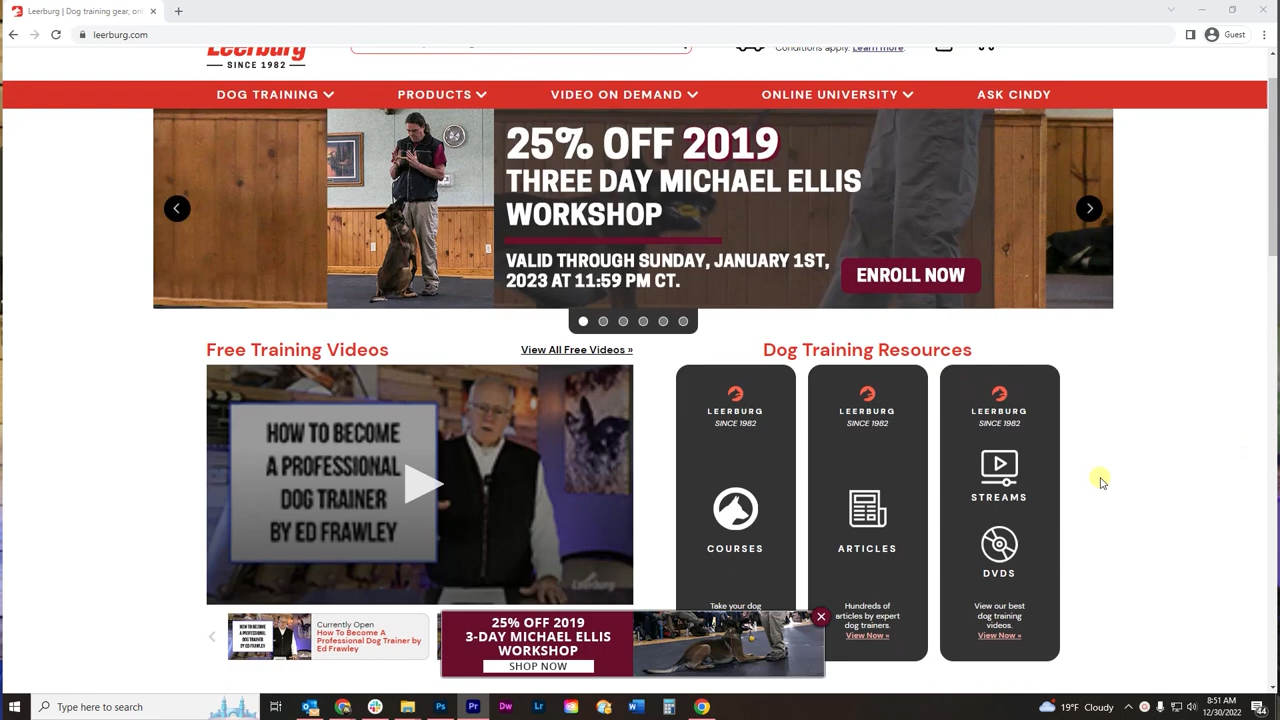 Leerburg | Dog training gear, onl
leerburg.com
Guest
Leerburg
SINCE 1982
Conditions apply. Learn more.
DOG TRAINING
PRODUCTS
VIDEO ON DEMAND
ONLINE UNIVERSITY
ASK CINDY
25% OFF 2019
THREE DAY MICHAEL ELLIS
WORKSHOP
VALID THROUGH SUNDAY, JANUARY 1ST,
2023 AT 11:59 PM CT.
ENROLL NOW
Free Training Videos
View All Free Videos »
HOW TO BECOME
A PROFESSIONAL
DOG TRAINER
BY ED FRAWLEY
Leerburg
Currently Open
How To Become A
Professional Dog Trainer by
Ed Frawley
Dog Training Resources
LEERBURG
SINCE 1982
COURSES
Take your dog
LEERBURG
SINCE 1982
ARTICLES
Hundreds of
articles by expert
dog trainers.
View Now »
LEERBURG
SINCE 1982
STREAMS
DVDS
View our best
dog training
videos.
View Now »
25% OFF 2019
3-DAY MICHAEL ELLIS
WORKSHOP
SHOP NOW
Type here to search
19°F Cloudy
8:51 AM
12/30/2022
44